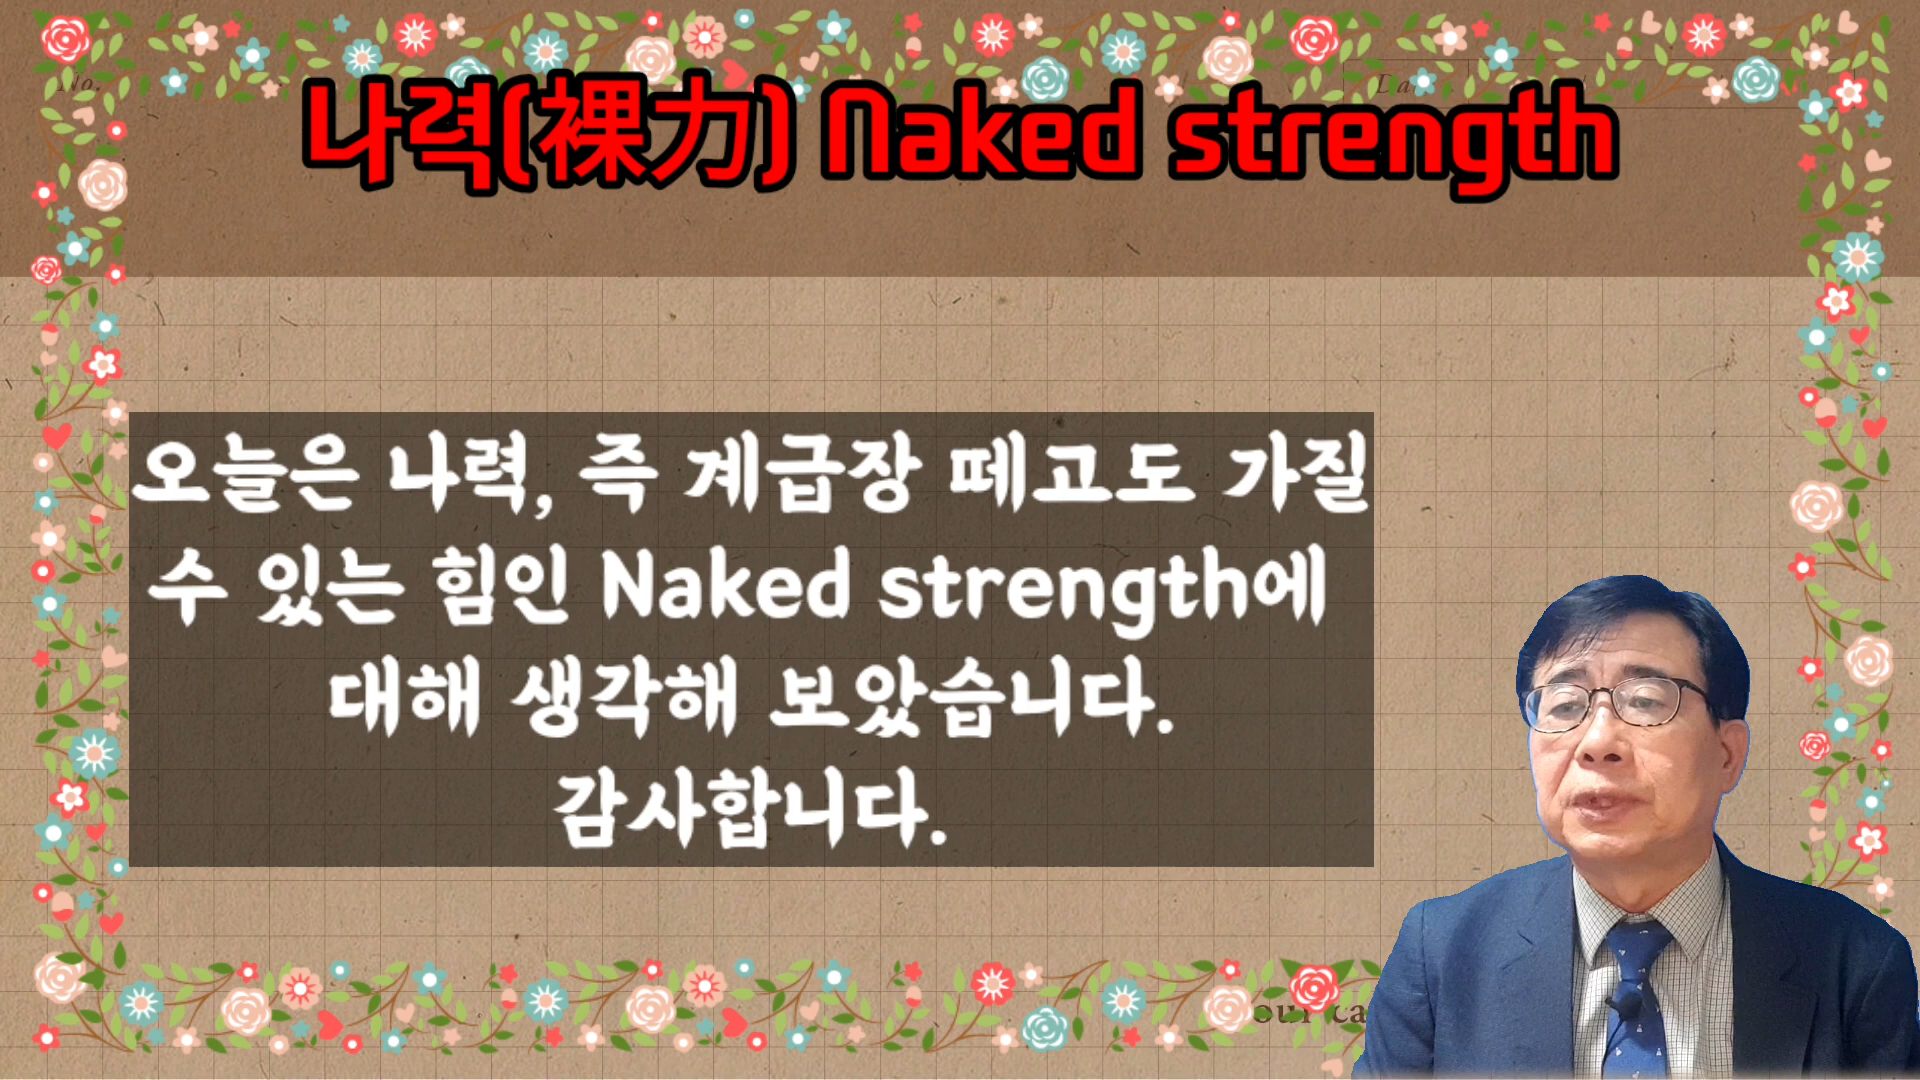 No.
나력(裸力) Naked strength
오늘은 나력, 즉 계급장 떼고도 가질
수 있는 힘인 Naked strength에
대해 생각해 보았습니다.
감사합니다.